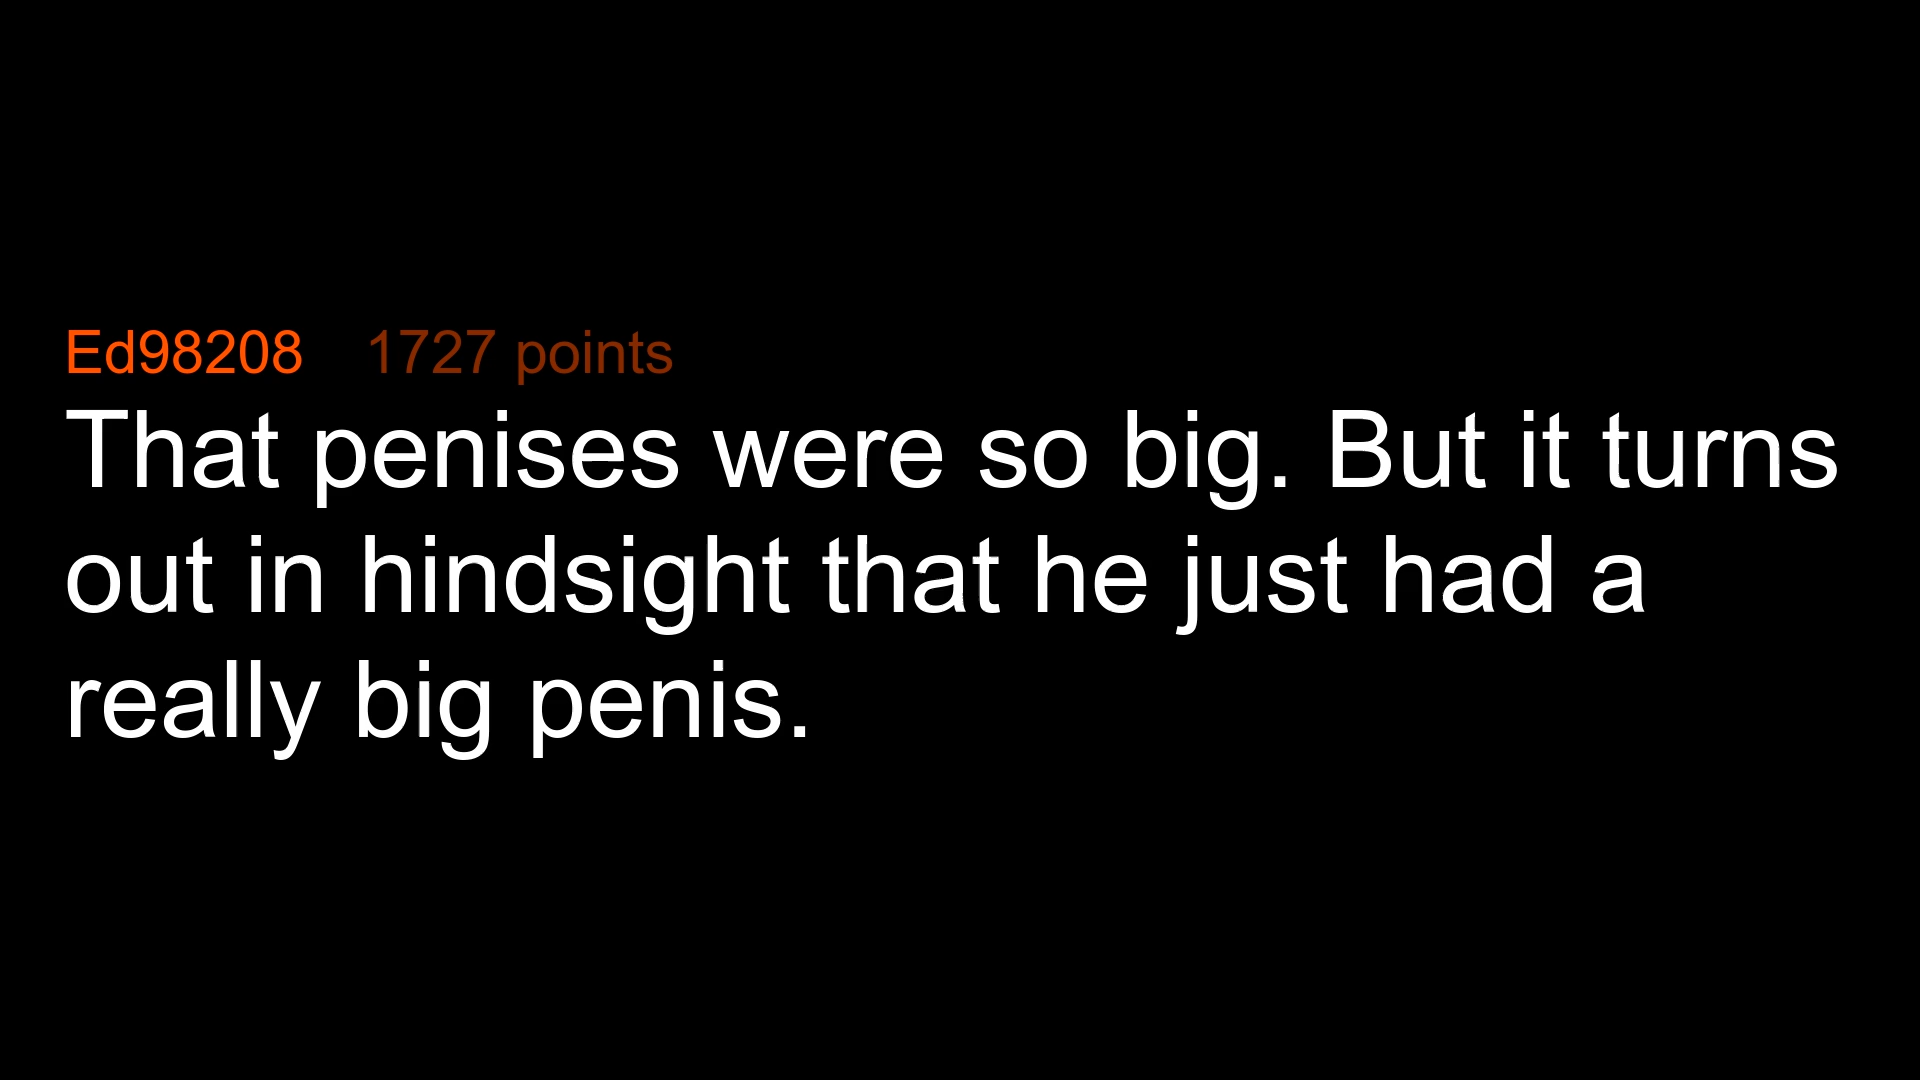 Ed98208 1727 points
That penises were so big. But it turns
out in hindsight that he just had a
really big penis.